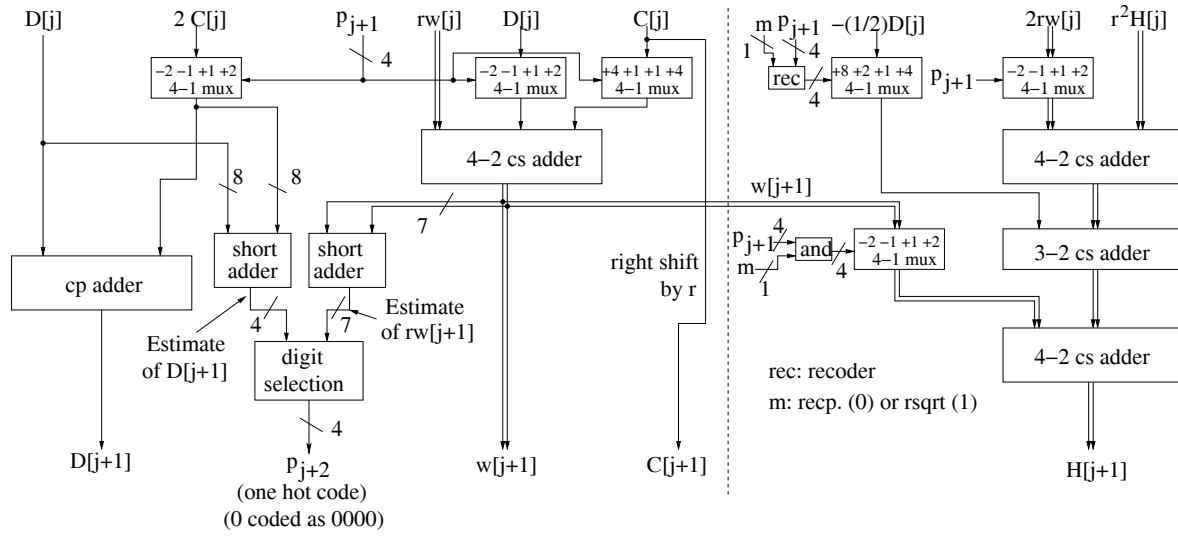 D[j]
2 C[j]
p j+1
rw[j]
D[j]
C[j]
4
−2 −1 +1 +2
4−1 mux
−2 −1 +1 +2
4−1 mux
+4 +1 +1 +4
4−1 mux
4−2 cs adder
8
8
7
short
adder
short
adder
cp adder
right shift
by r
4
7
Estimate
of D[j+1]
Estimate
of rw[j+1]
digit
selection
4
D[j+1]
p j+2
(one hot code)
(0 coded as 0000)
w[j+1]
C[j+1]
m
p j+1
−(1/2)D[j]
2rw[j]
r2H[j]
1
4
rec
4
+8 +2 +1 +4
4−1 mux
p j+1
−2 −1 +1 +2
4−1 mux
4−2 cs adder
w[j+1]
p j+1
4
m
1
and
4
−2 −1 +1 +2
4−1 mux
3−2 cs adder
4−2 cs adder
rec: recoder
m: recp. (0) or rsqrt (1)
H[j+1]